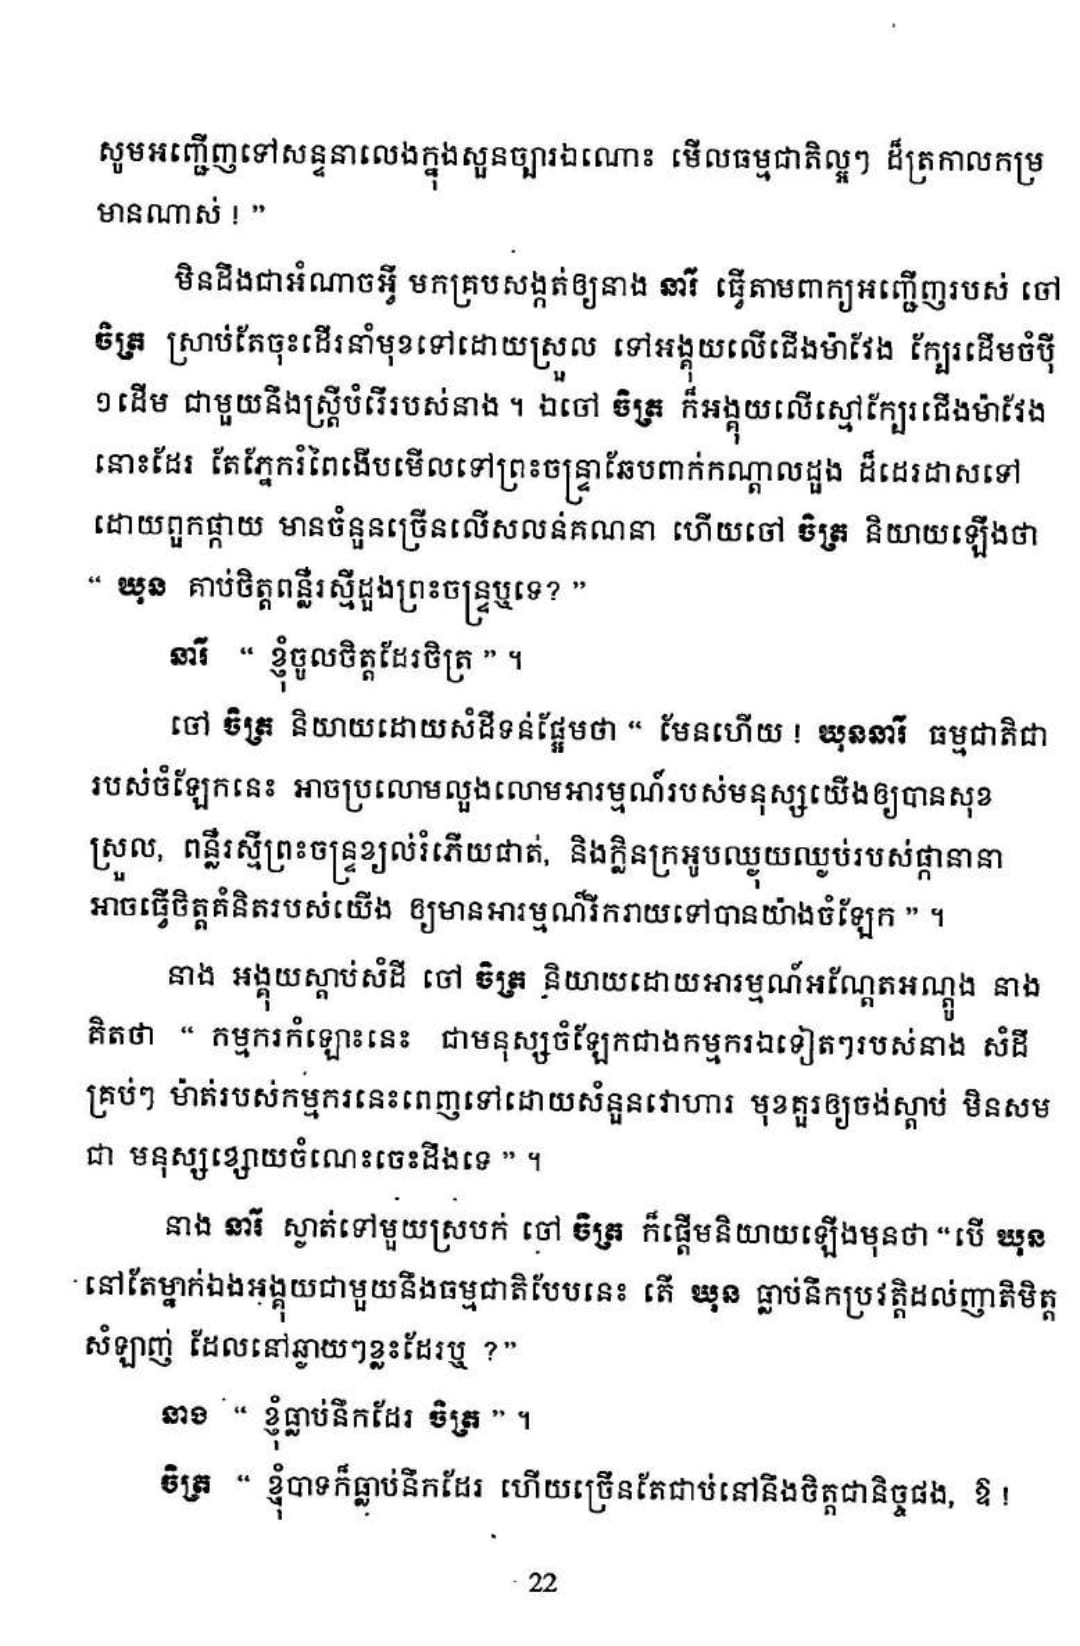 សូមអញ្ជើញទៅសន្ទនាលេងក្នុងសួនច្បារឯណោះ មើលធម្មជាតិល្អៗ ដ៏ត្រកាលកម្រ
មានណាស់ ! ”
មិនដឹងជាអំណាចអ្វី មកគ្របសង្កត់ឲ្យនាង នារី ធ្វើតាមពាក្យអញ្ជើញរបស់ ចៅ
ចិត្រ ស្រាប់តែចុះដើរនាំមុខទៅដោយស្រួល ទៅអង្គុយលើជើងម៉ាវែង ក្បែរដើមចំប៉ី
១ដើម ជាមួយនឹងស្ត្រីបំរើរបស់នាង ។ ឯចៅ ចិត្រ ក៏អង្គុយលើស្មៅក្បែរជើងម៉ាវែង
នោះដែរ តែភ្នែករំពៃងើបមើលទៅព្រះចន្ទ្រាឆែបពាក់កណ្ដាលដួង ដ៏ដេរដាសទៅ
ដោយពួកផ្កាយ មានចំនួនច្រើនលើសលន់គណនា ហើយចៅ ចិត្រ និយាយឡើងថា
“ ឃុន គាប់ចិត្តពន្លឺរស្មីដួងព្រះចន្ទ្រឬទេ? ”
នារី “ ខ្ញុំចូលចិត្តដែរចិត្រ ” ។
ចៅ ចិត្រ និយាយដោយសំដីទន់ផ្អែមថា “ មែនហើយ ! ឃុននារី ធម្មជាតិជា
របស់ចំឡែកនេះ អាចប្រលោមលួងលោមអារម្មណ៍របស់មនុស្សយើងឲ្យបានសុខ
ស្រួល, ពន្លឺរស្មីព្រះចន្ទ្រខ្យល់រំភើយផាត់, និងក្លិនក្រអូបឈ្ងុយឈ្ងប់របស់ផ្កានានា
អាចធ្វើចិត្តគំនិតរបស់យើង ឲ្យមានអារម្មណ៍រីករាយទៅបានយ៉ាងចំឡែក ” ។
នាង អង្គុយស្ដាប់សំដី ចៅ ចិត្រ និយាយដោយអារម្មណ៍អណ្ដែតអណ្ដូង នាង
គិតថា “ កម្មករកំឡោះនេះ ជាមនុស្សចំឡែកជាងកម្មករឯទៀតៗរបស់នាង សំដី
គ្រប់ៗ ម៉ាត់របស់កម្មករនេះពេញទៅដោយសំនួនវោហារ មុខគួរឲ្យចង់ស្ដាប់ មិនសម
ជា មនុស្សខ្សោយចំណេះចេះដឹងទេ ” ។
នាង នារី ស្ងាត់ទៅមួយស្របក់ ចៅ ចិត្រ ក៏ផ្ដើមនិយាយឡើងមុនថា “បើ ឃុន
នៅតែម្នាក់ឯងអង្គុយជាមួយនឹងធម្មជាតិបែបនេះ តើ ឃុន ធ្លាប់នឹកប្រវត្តិដល់ញាតិមិត្ត
សំឡាញ់ ដែលនៅឆ្ងាយៗខ្លះដែរឬ ?”
នាង “ ខ្ញុំធ្លាប់នឹកដែរ ចិត្រ ” ។
ចិត្រ “ ខ្ញុំបាទក៏ធ្លាប់នឹកដែរ ហើយច្រើនតែជាប់នៅនឹងចិត្តជានិច្ចផង, ឱ !
22